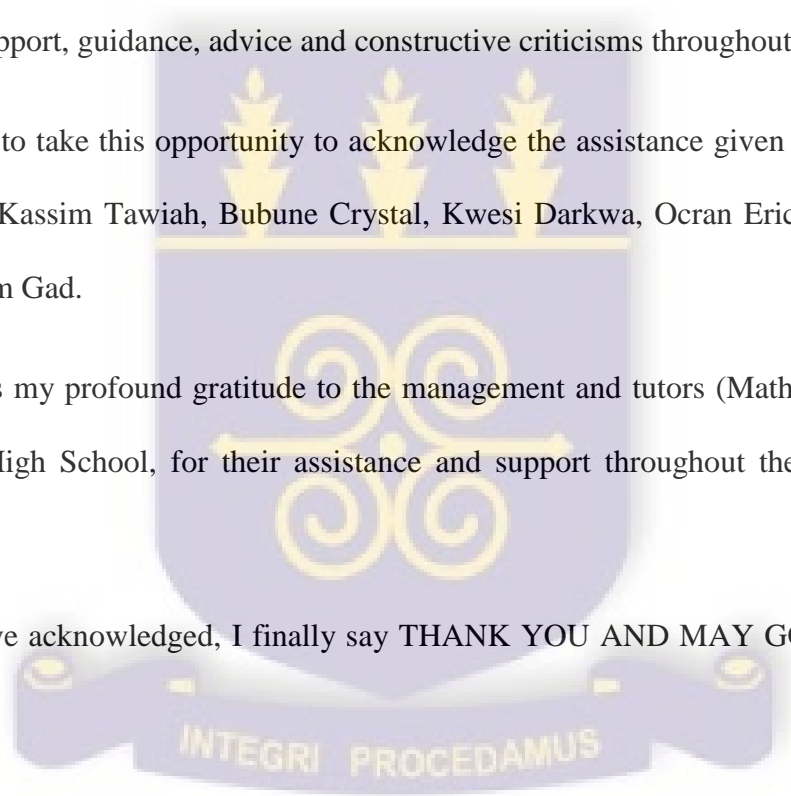 pport, guidance, advice and constructive criticisms throughout
to take this opportunity to acknowledge the assistance given
Kassim Tawiah, Bubune Crystal, Kwesi Darkwa, Ocran Eric
m Gad.
s my profound gratitude to the management and tutors (Math
High School, for their assistance and support throughout the
ve acknowledged, I finally say THANK YOU AND MAY GO
INTEGRI PROCEDAMUS